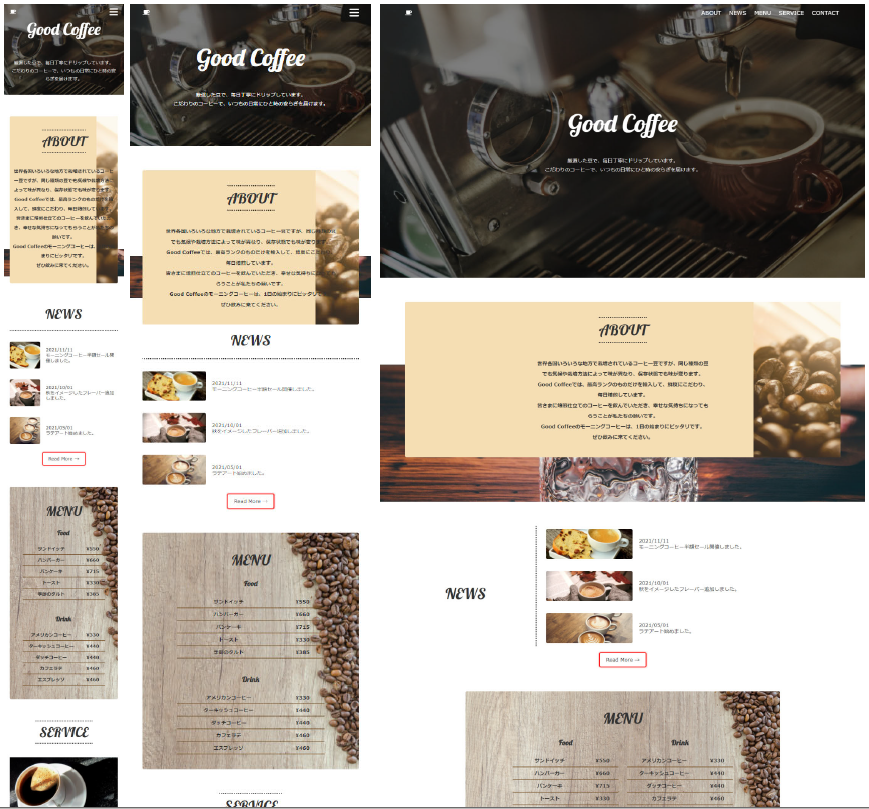 Good Coffee
厳選した豆で、毎日丁寧にドリップしています。
こだわりのコーヒーで、いつもの日常にひと時の安
らぎを届けます。
ABOUT
世界各国いろいろな地方で栽培されているコーヒ
ー豆ですが、同じ種類の豆でも気候や栽培方法に
よって味が異なり、保存状態でも味が変ります。
Good Coffeeでは、最高ランクのものだけを輸
入して、鮮度にこだわり、毎日焙煎しています。
皆さまに焙煎仕立てのコーヒーを飲んでいただ
き、幸せな気持ちになってもらうことが
願いです。
Good Coffeeのモーニングコーヒーは、
まりにピッタリです。
ぜひ飲みに来てください。
NEWS
2021/11/11
モーニングコーヒー半額セール開
催しました。
2021/10/01
秋をイメージしたフレーバー追加
しました。
2021/05/01
ラテアート始めました。
Read More →
MENU
Food
サンドイッチ ¥550
ハンバーガー ¥660
パンケーキ ¥715
トースト ¥330
季節のタルト ¥385
Drink
アメリカンコーヒー ¥330
ターキッシュコーヒー ¥440
ダッチコーヒー ¥440
カフェラテ ¥460
エスプレッソ ¥460
SERVICE
Good Coffee
厳選した豆で、毎日丁寧にドリップしています。
こだわりのコーヒーで、いつもの日常にひと時の安らぎを届けます。
ABOUT
世界各国いろいろな地方で栽培されているコーヒー豆ですが、同じ種類の豆
でも気候や栽培方法によって味が異なり、保存状態でも味が変ります。
Good Coffeeでは、最高ランクのものだけを輸入して、鮮度にこだわり、
毎日焙煎しています。
皆さまに焙煎仕立てのコーヒーを飲んでいただき、幸せな気持ちになっても
らうことが私たちの願いです。
Good Coffeeのモーニングコーヒーは、1日の始まりにピッタリです。
ぜひ飲みに来てください。
NEWS
2021/11/11
モーニングコーヒー半額セール開催しました。
2021/10/01
秋をイメージしたフレーバー追加しました。
2021/05/01
ラテアート始めました。
Read More →
MENU
Food
サンドイッチ ¥550
ハンバーガー ¥660
パンケーキ ¥715
トースト ¥330
季節のタルト ¥385
Drink
アメリカンコーヒー ¥330
ターキッシュコーヒー ¥440
ダッチコーヒー ¥440
カフェラテ ¥460
エスプレッソ ¥460
SERVICE
ABOUT NEWS MENU SERVICE CONTACT
Good Coffee
厳選した豆で、毎日丁寧にドリップしています。
こだわりのコーヒーで、いつもの日常にひと時の安らぎを届けます。
ABOUT
世界各国いろいろな地方で栽培されているコーヒー豆ですが、同じ種類の豆
でも気候や栽培方法によって味が異なり、保存状態でも味が変ります。
Good Coffeeでは、最高ランクのものだけを輸入して、鮮度にこだわり、
毎日焙煎しています。
皆さまに焙煎仕立てのコーヒーを飲んでいただき、幸せな気持ちになっても
らうことが私たちの願いです。
Good Coffeeのモーニングコーヒーは、1日の始まりにピッタリです。
ぜひ飲みに来てください。
NEWS
2021/11/11
モーニングコーヒー半額セール開催しました。
2021/10/01
秋をイメージしたフレーバー追加しました。
2021/05/01
ラテアート始めました。
Read More →
MENU
Food Drink
サンドイッチ ¥550 アメリカンコーヒー ¥330
ハンバーガー ¥660 ターキッシュコーヒー ¥440
パンケーキ ¥715 ダッチコーヒー ¥440
トースト ¥330 カフェラテ ¥460